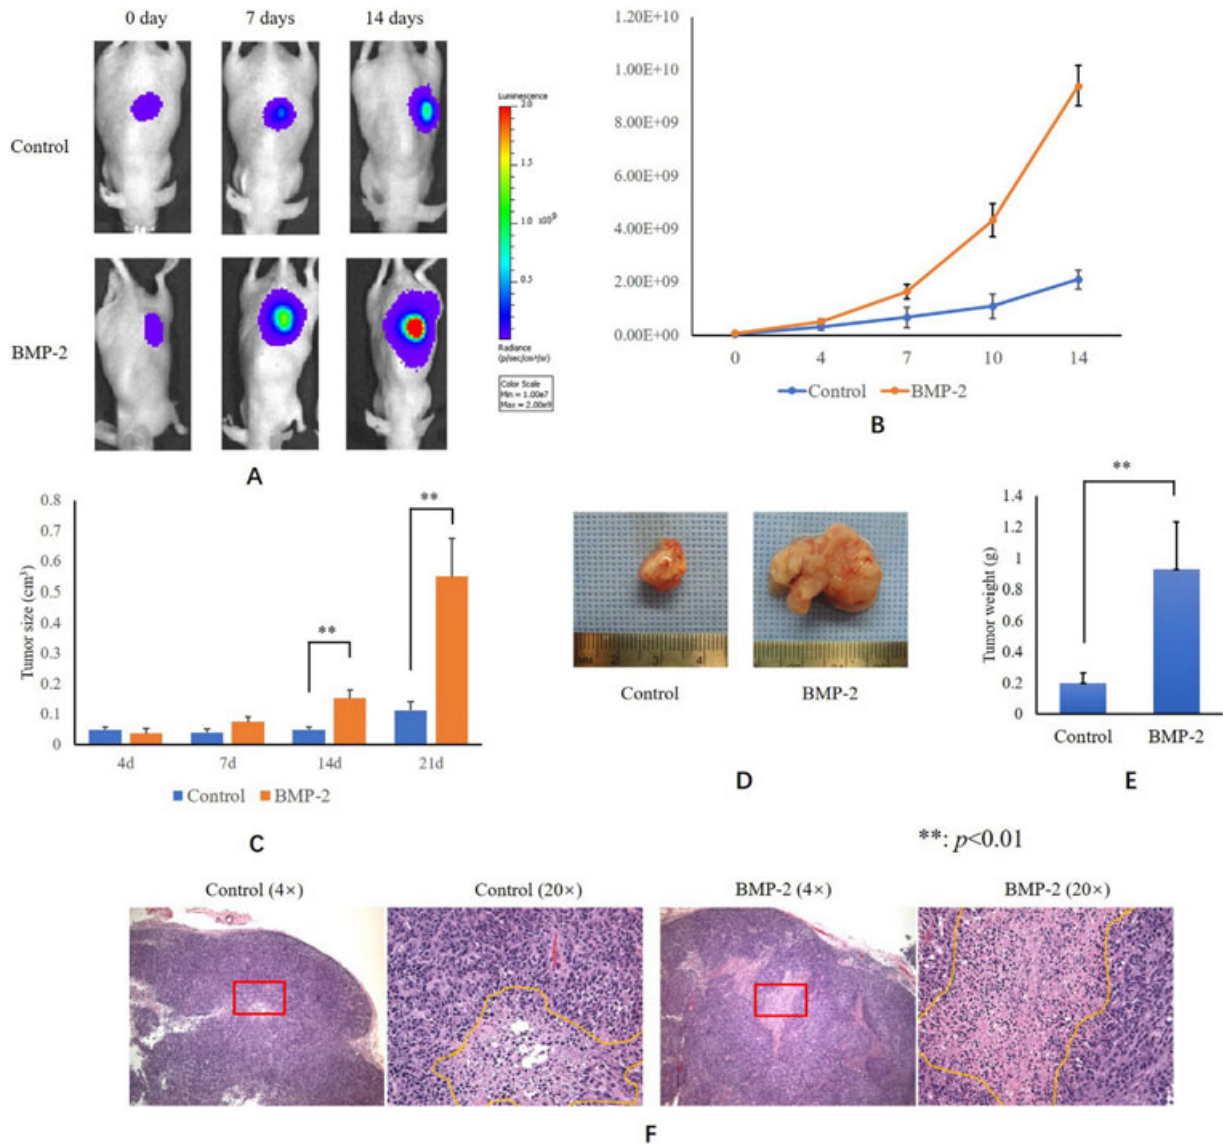 0 day
7 days
14 days
Control
BMP-2
Luminescence
2.0
1.5
1.0 x10⁹
0.5
Radiance
(p/sec/cm²/sr)
Color Scale
Min = 1.00e7
Max = 2.00e9
A
1.20E+10
1.00E+10
8.00E+09
6.00E+09
4.00E+09
2.00E+09
0.00E+00
0 4 7 10 14
Control BMP-2
B
Tumor size (cm³)
0.8
0.7
0.6
0.5
0.4
0.3
0.2
0.1
0
**
**
4d 7d 14d 21d
Control BMP-2
C
2 3 4
Control
BMP-2
D
Tumor weight (g)
**
1.4
1.2
1
0.8
0.6
0.4
0.2
0
Control BMP-2
E
**: p<0.01
Control (4×)
Control (20×)
BMP-2 (4×)
BMP-2 (20×)
F